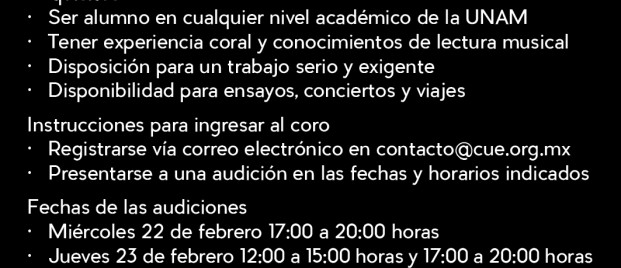 · Ser alumno en cualquier nivel académico de la UNAM
· Tener experiencia coral y conocimientos de lectura musical
· Disposición para un trabajo serio y exigente
· Disponibilidad para ensayos, conciertos y viajes
Instrucciones para ingresar al coro
· Registrarse vía correo electrónico en contacto@cue.org.mx
· Presentarse a una audición en las fechas y horarios indicados
Fechas de las audiciones
· Miércoles 22 de febrero 17:00 a 20:00 horas
· Jueves 23 de febrero 12:00 a 15:00 horas y 17:00 a 20:00 horas